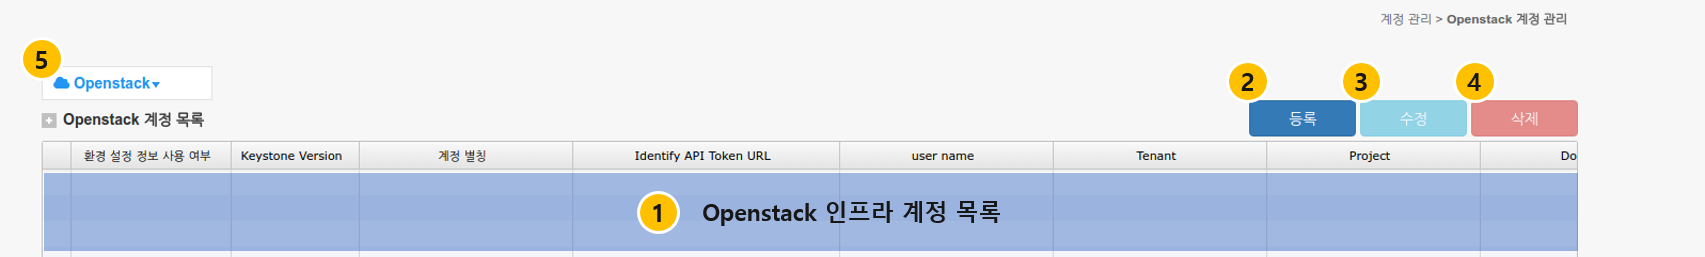 계정 관리 > Openstack 계정 관리
5
Openstack
2
3
4
Openstack 계정 목록
등록
수정
삭제
환경 설정 정보 사용 여부 Keystone Version 계정 별칭 Identify API Token URL user name Tenant Project Do
1 Openstack 인프라 계정 목록